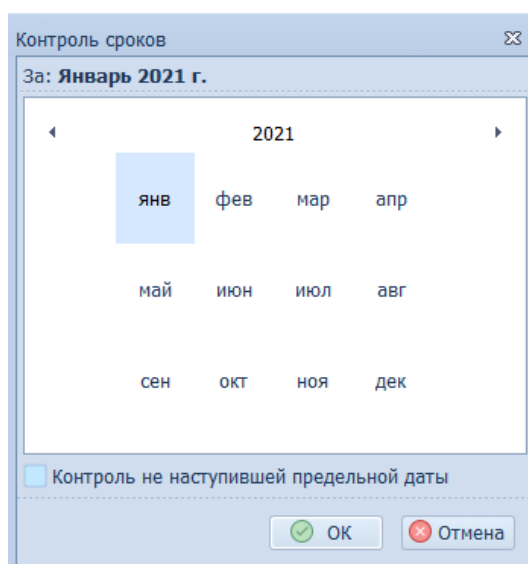 Контроль сроков
За: Январь 2021 г.
2021
янв фев мар апр
май июн июл авг
сен окт ноя дек
Контроль не наступившей предельной даты
ОК Отмена